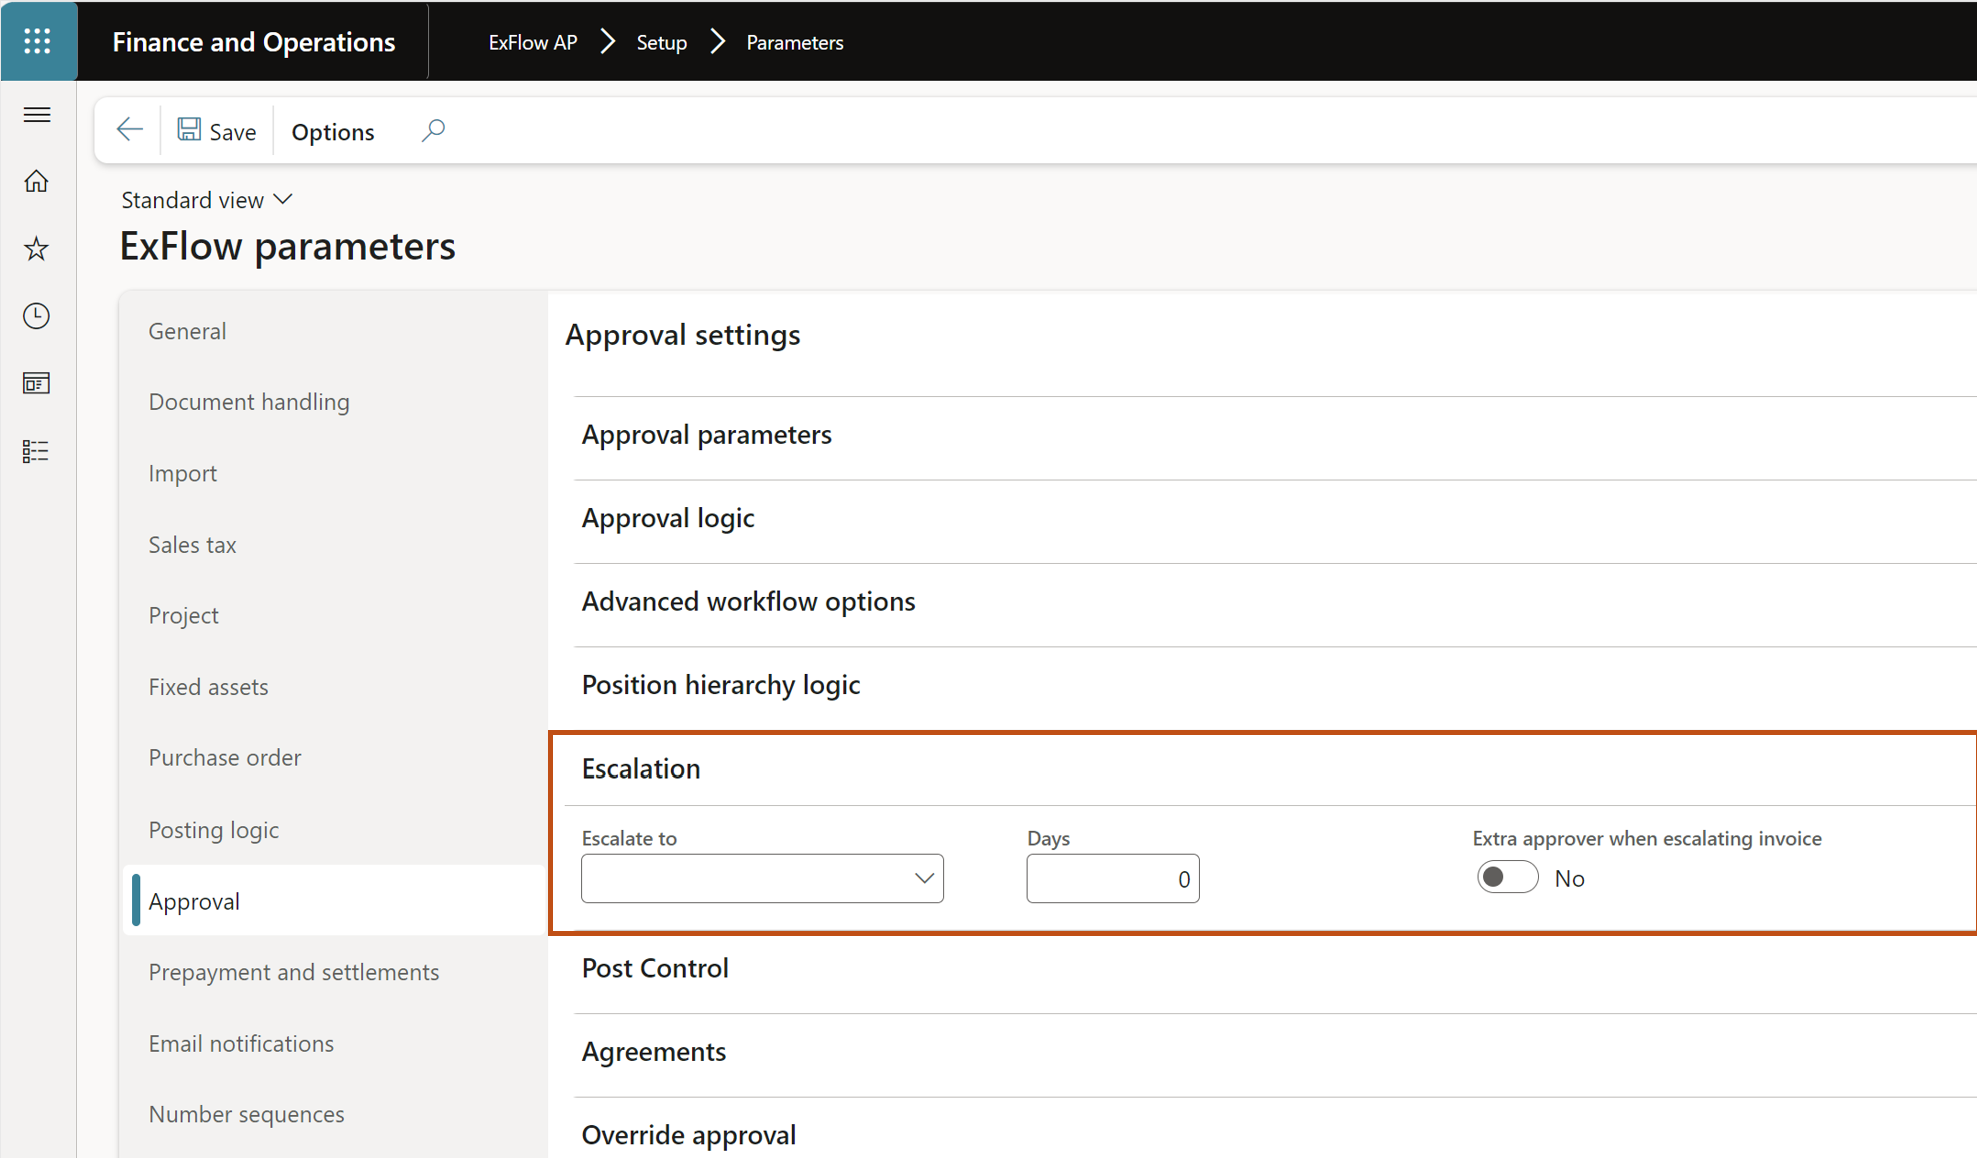 Finance and Operations
ExFlow AP
Setup
Parameters
Save
Options
Standard view
ExFlow parameters
General
Document handling
Import
Sales tax
Project
Fixed assets
Purchase order
Posting logic
Approval
Prepayment and settlements
Email notifications
Number sequences
Approval settings
Approval parameters
Approval logic
Advanced workflow options
Position hierarchy logic
Escalation
Escalate to
Days
0
Extra approver when escalating invoice
No
Post Control
Agreements
Override approval